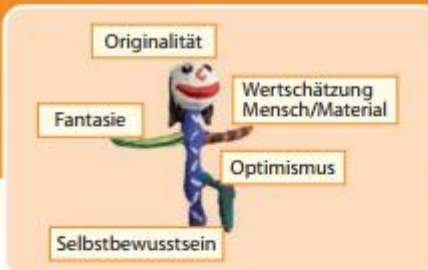 Originalität
Wertschätzung
Mensch/Material
Fantasie
Optimismus
Selbstbewusstsein